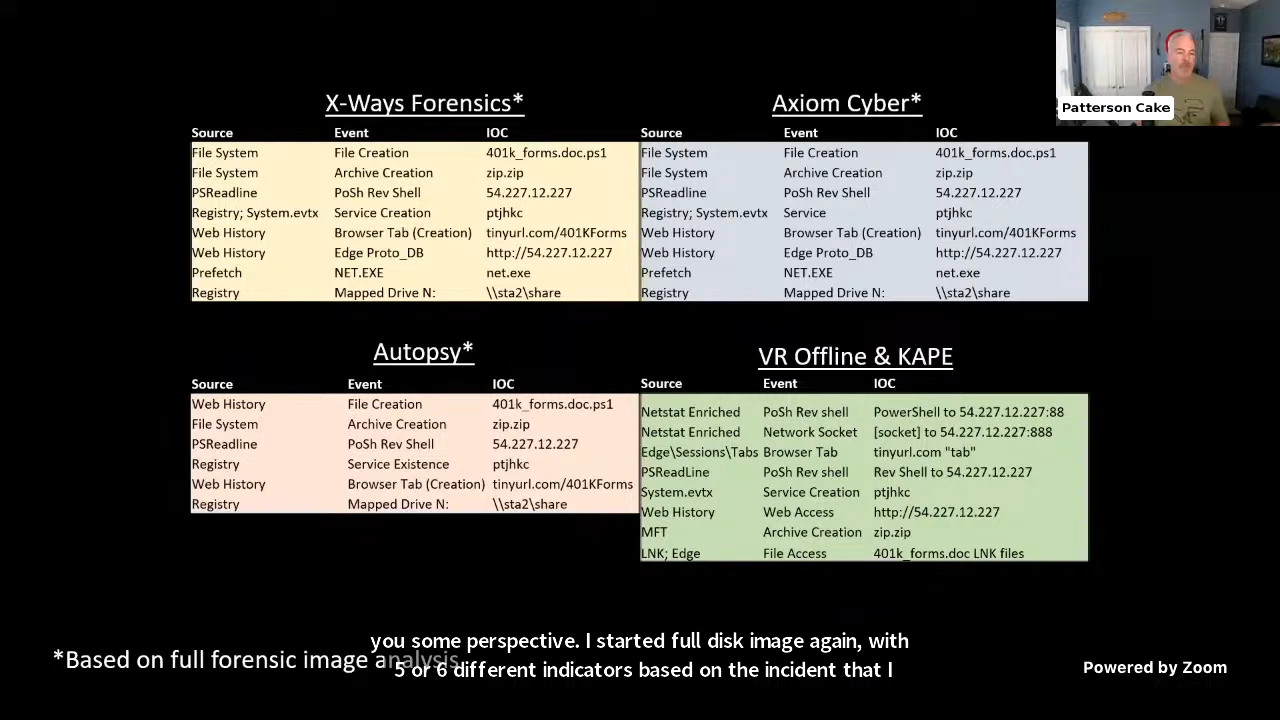 Patterson Cake
X-Ways Forensics*
Source Event IOC
File System File Creation 401k_forms.doc.ps1
File System Archive Creation zip.zip
PSReadline PoSh Rev Shell 54.227.12.227
Registry; System.evtx Service Creation ptjhkc
Web History Browser Tab (Creation) tinyurl.com/401KForms
Web History Edge Proto_DB http://54.227.12.227
Prefetch NET.EXE net.exe
Registry Mapped Drive N: \\sta2\share
Axiom Cyber*
Source Event IOC
File System File Creation 401k_forms.doc.ps1
File System Archive Creation zip.zip
PSReadline PoSh Rev Shell 54.227.12.227
Registry; System.evtx Service ptjhkc
Web History Browser Tab (Creation) tinyurl.com/401KForms
Web History Edge Proto_DB http://54.227.12.227
Prefetch NET.EXE net.exe
Registry Mapped Drive N: \\sta2\share
Autopsy*
Source Event IOC
Web History File Creation 401k_forms.doc.ps1
File System Archive Creation zip.zip
PSReadline PoSh Rev Shell 54.227.12.227
Registry Service Existence ptjhkc
Web History Browser Tab (Creation) tinyurl.com/401KForms
Registry Mapped Drive N: \\sta2\share
VR Offline & KAPE
Source Event IOC
Netstat Enriched PoSh Rev shell PowerShell to 54.227.12.227:88
Netstat Enriched Network Socket [socket] to 54.227.12.227:888
Edge\Sessions\Tabs Browser Tab tinyurl.com "tab"
PSReadLine PoSh Rev shell Rev Shell to 54.227.12.227
System.evtx Service Creation ptjhkc
Web History Web Access http://54.227.12.227
MFT Archive Creation zip.zip
LNK; Edge File Access 401k_forms.doc LNK files
*Based on full forensic image analysis
you some perspective. I started full disk image again, with
5 or 6 different indicators based on the incident that I
Powered by Zoom